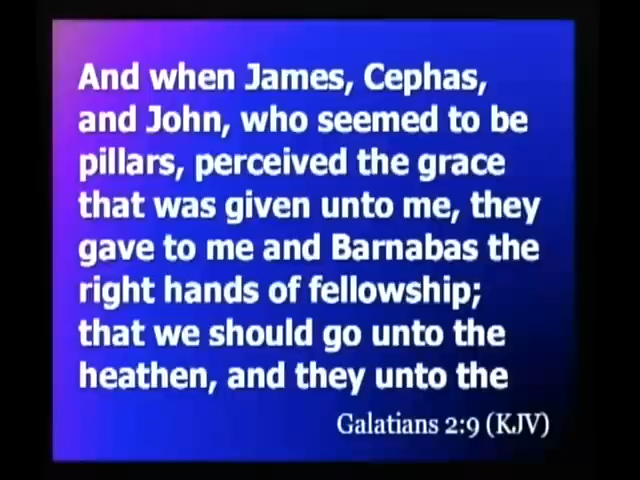 And when James, Cephas,
and John, who seemed to be
pillars, perceived the grace
that was given unto me, they
gave to me and Barnabas the
right hands of fellowship;
that we should go unto the
heathen, and they unto the
Galatians 2:9 (KJV)